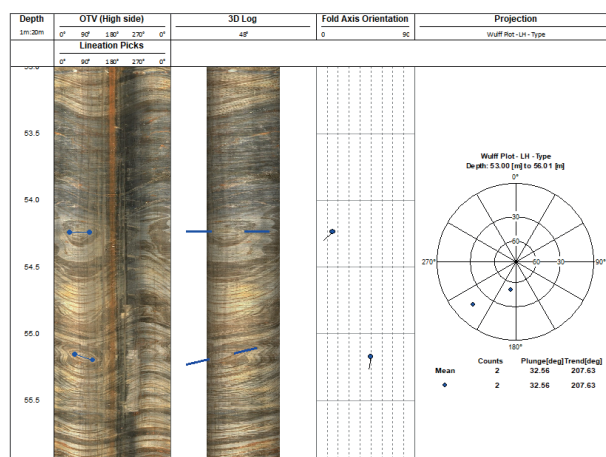 Depth OTV (High side) 3D Log Fold Axis Orientation Projection
1m:20m 0° 90° 180° 270° 0° 48° 0 90 Wulff Plot - LH - Type
Lineation Picks
0° 90° 180° 270° 0°
53.5
54.0
54.5
55.0
55.5
Wulff Plot - LH - Type
Depth: 53.00 [m] to 56.01 [m]
0°
30
60
270° 60 30 90°
180°
Counts Plunge[deg] Trend[deg]
Mean 2 32.56 207.63
2 32.56 207.63